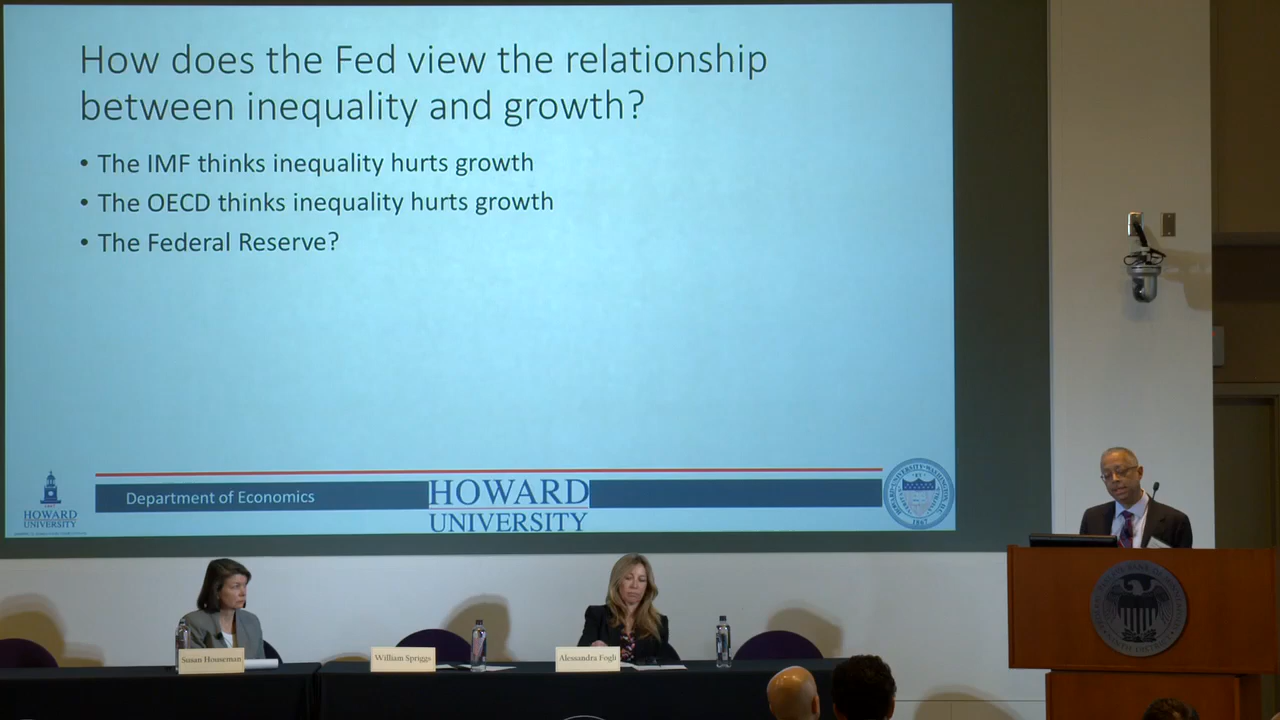 How does the Fed view the relationship
between inequality and growth?
• The IMF thinks inequality hurts growth
• The OECD thinks inequality hurts growth
• The Federal Reserve?
Department of Economics
HOWARD
UNIVERSITY
HOWARD
UNIVERSITY
1867
Susan Houseman
William Spriggs
Alessandra Fogli